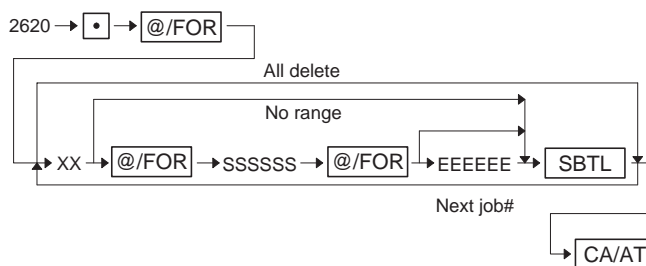 2620 • @/FOR
All delete
No range
XX @/FOR SSSSSS @/FOR EEEEEE SBTL
Next job#
CA/AT